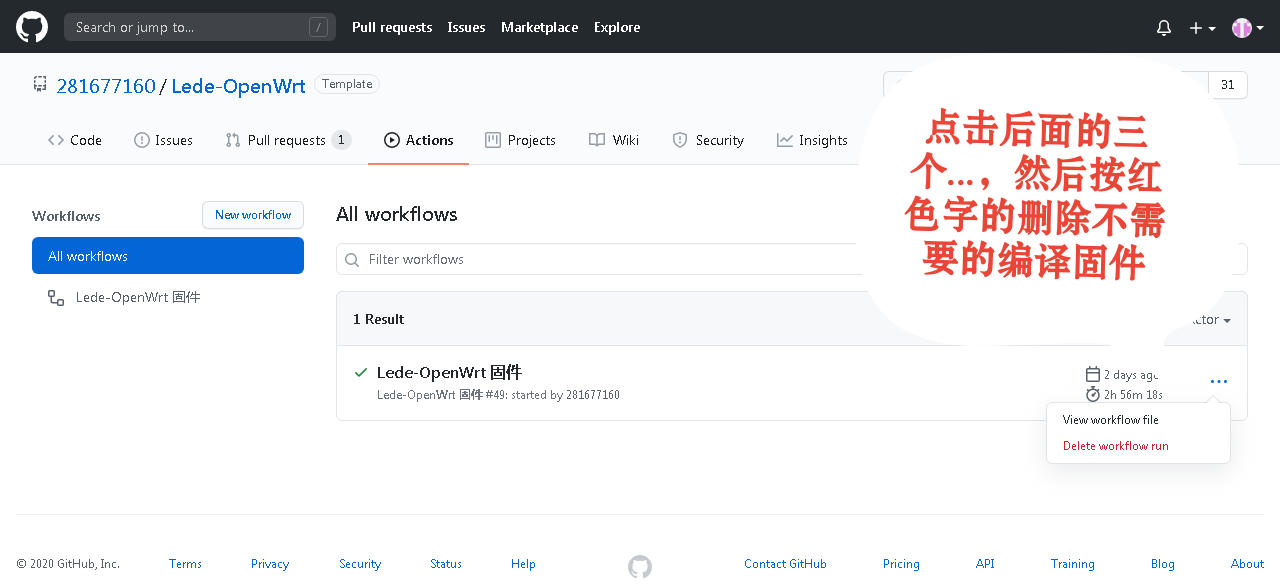 Search or jump to...
/
Pull requests
Issues
Marketplace
Explore
281677160 / Lede-OpenWrt
Template
31
Code
Issues
Pull requests 1
Actions
Projects
Wiki
Security
Insights
点击后面的三
个...，然后按红
色字的删除不需
要的编译固件
Workflows
New workflow
All workflows
Lede-OpenWrt 固件
All workflows
Filter workflows
1 Result
Lede-OpenWrt 固件
Lede-OpenWrt 固件 #49: started by 281677160
2 days ago
2h 56m 18s
...
View workflow file
Delete workflow run
© 2020 GitHub, Inc.
Terms
Privacy
Security
Status
Help
Contact GitHub
Pricing
API
Training
Blog
About